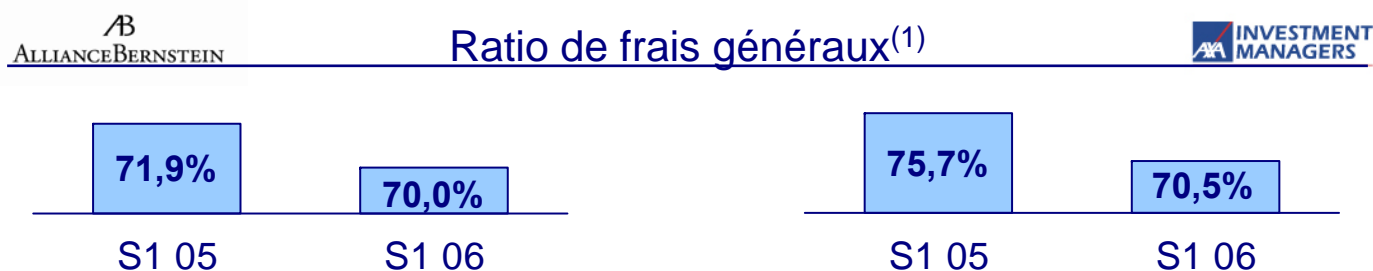 AB
ALLIANCEBERNSTEIN
Ratio de frais généraux(1)
AXA INVESTMENT
MANAGERS
71,9%
70,0%
S1 05
S1 06
75,7%
70,5%
S1 05
S1 06